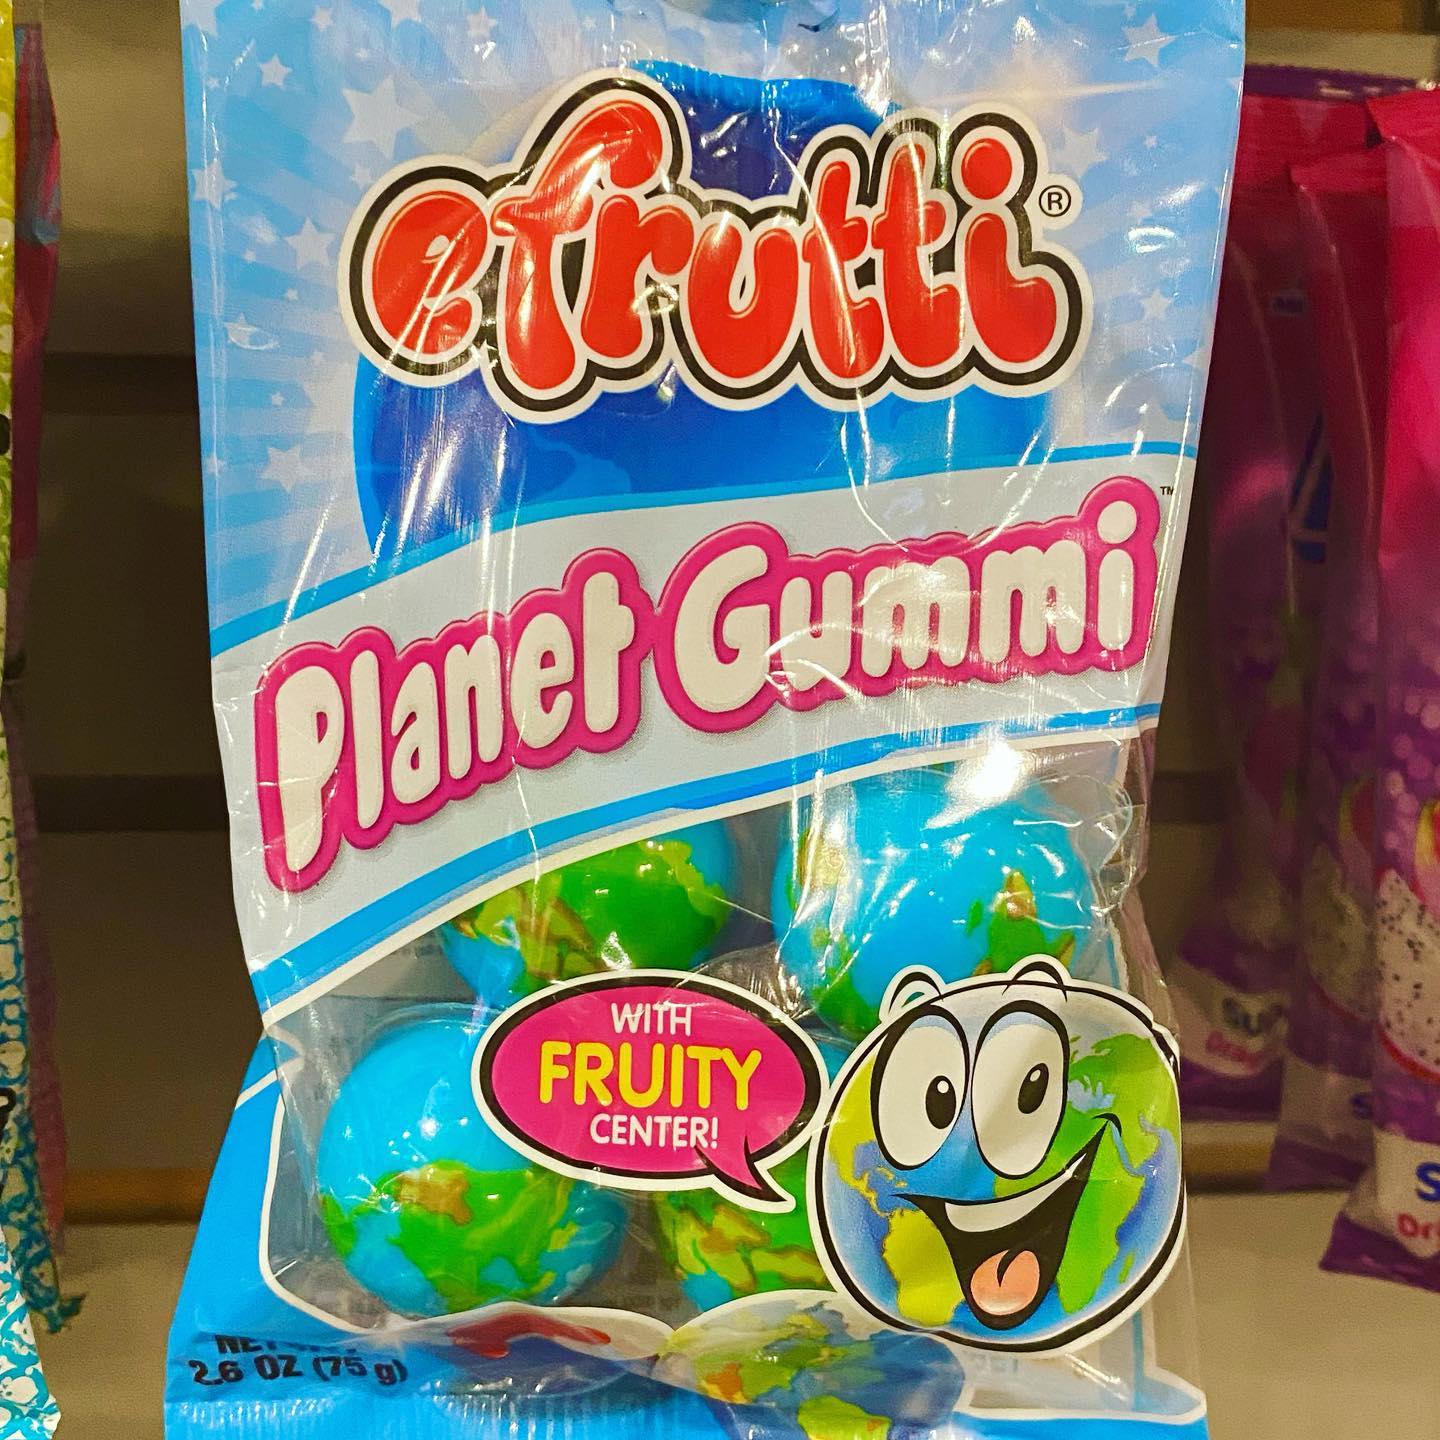 efrutti®
Planet Gummi™
WITH
FRUITY
CENTER!
2.6 OZ (75 g)